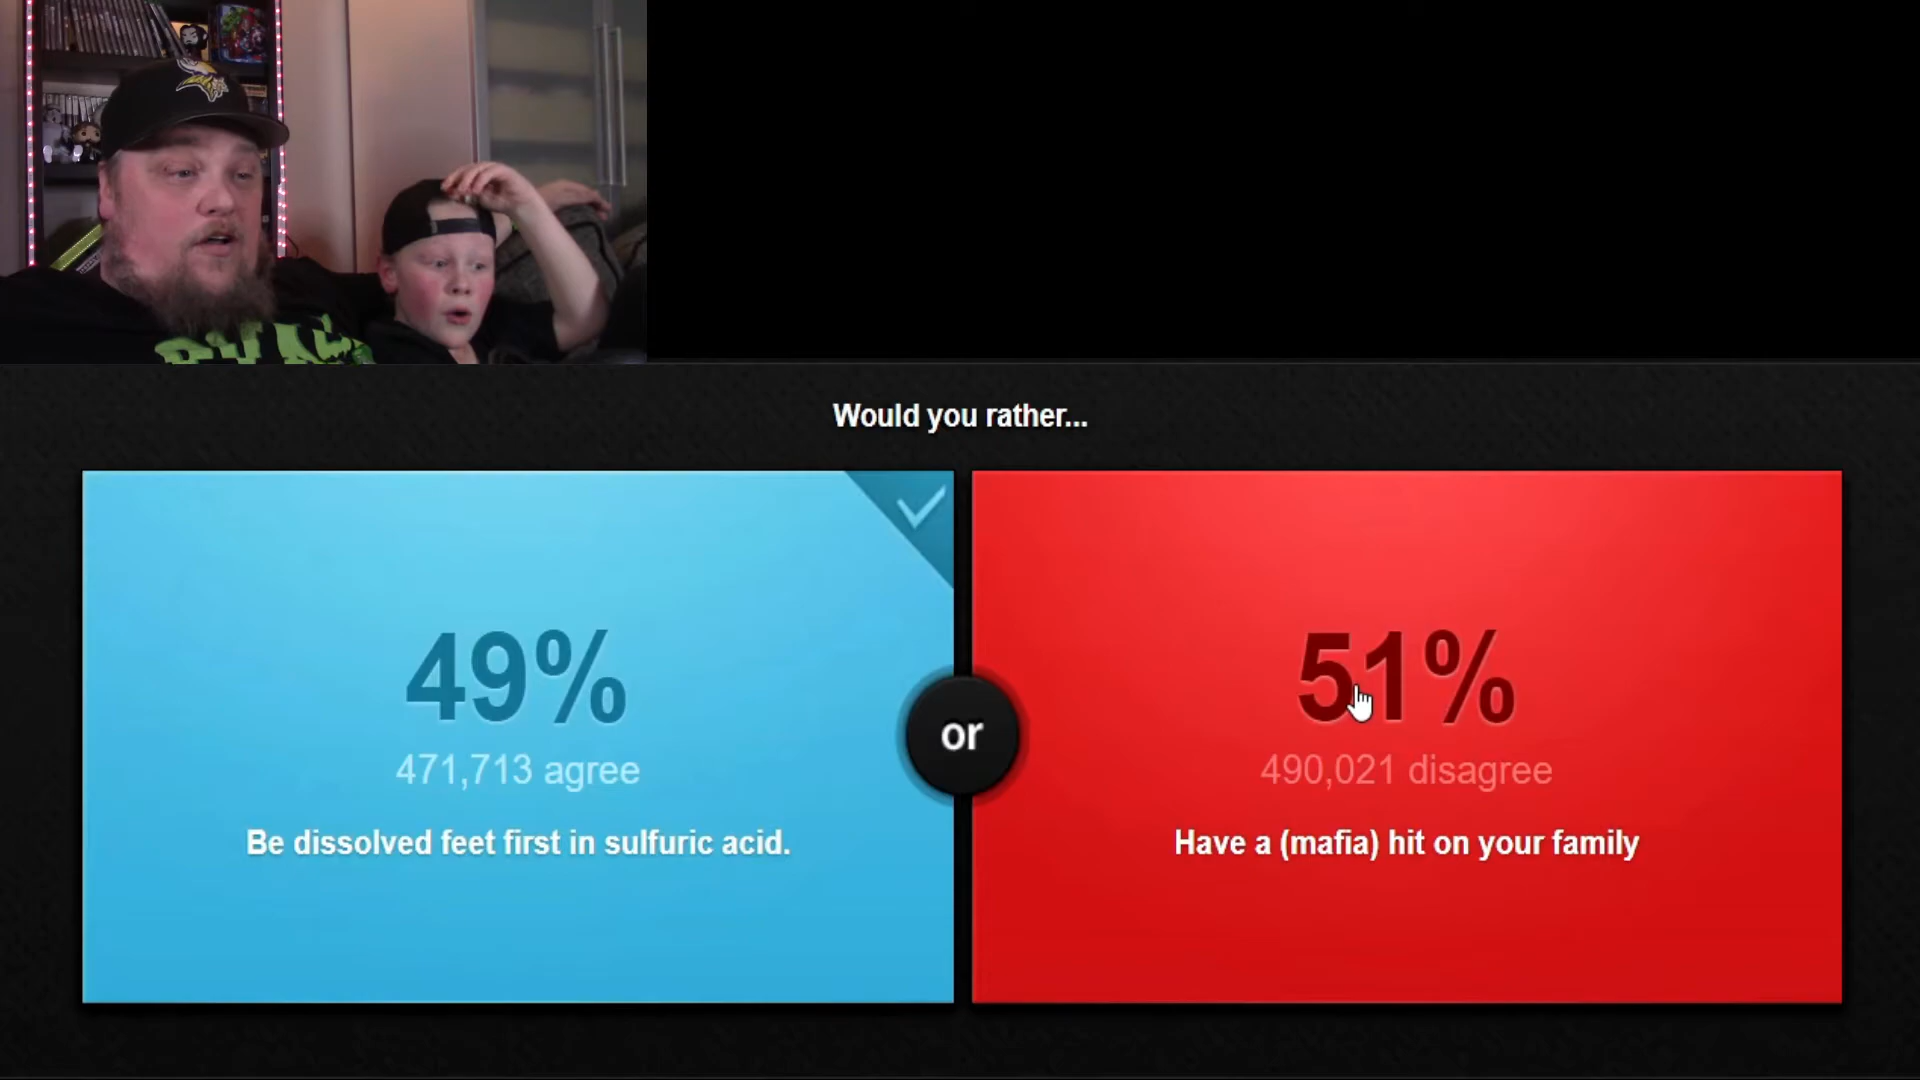 Would you rather...
49%
471,713 agree
Be dissolved feet first in sulfuric acid.
or
51%
490,021 disagree
Have a (mafia) hit on your family